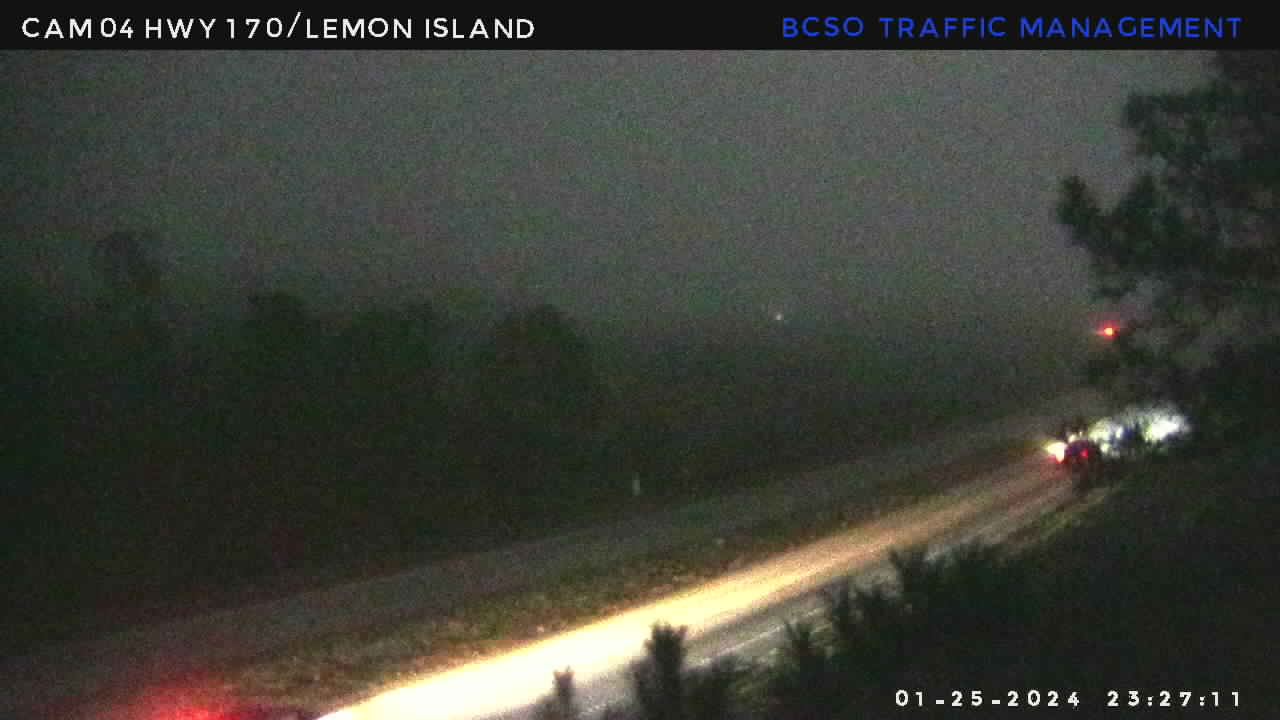 CAM04 HWY 170/LEMON ISLAND
BCSO TRAFFIC MANAGEMENT
01-25-2024 23:27:11